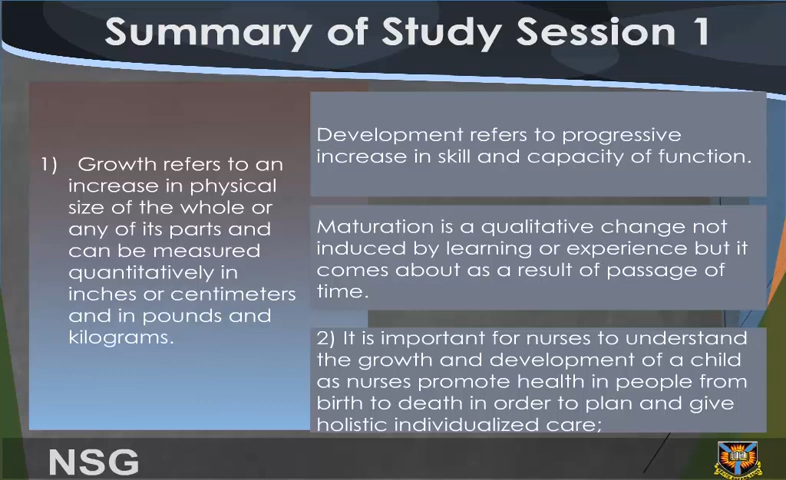 Summary of Study Session 1
1) Growth refers to an
increase in physical
size of the whole or
any of its parts and
can be measured
quantitatively in
inches or centimeters
and in pounds and
kilograms.
Development refers to progressive
increase in skill and capacity of function.
Maturation is a qualitative change not
induced by learning or experience but it
comes about as a result of passage of
time.
2) It is important for nurses to understand
the growth and development of a child
as nurses promote health in people from
birth to death in order to plan and give
holistic individualized care;
NSG